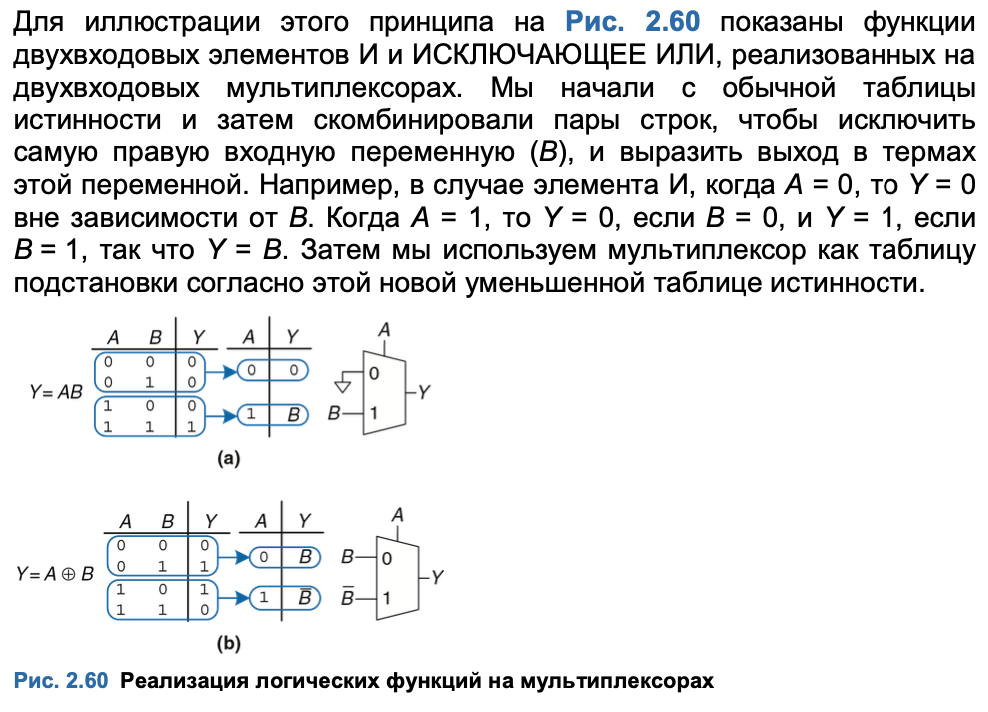 Для иллюстрации этого принципа на Рис. 2.60 показаны функции
двухвходовых элементов И и ИСКЛЮЧАЮЩЕЕ ИЛИ, реализованных на
двухвходовых мультиплексорах. Мы начали с обычной таблицы
истинности и затем скомбинировали пары строк, чтобы исключить
самую правую входную переменную (B), и выразить выход в термах
этой переменной. Например, в случае элемента И, когда A = 0, то Y = 0
вне зависимости от B. Когда A = 1, то Y = 0, если B = 0, и Y = 1, если
B = 1, так что Y = B. Затем мы используем мультиплексор как таблицу
подстановки согласно этой новой уменьшенной таблице истинности.
Y = AB
A B Y
0 0 0
0 1 0
1 0 0
1 1 1
A Y
0 0
1 B
A
0
B 1
Y
(a)
Y = A ⊕ B
A B Y
0 0 0
0 1 1
1 0 1
1 1 0
A Y
0 B
1 B̅
A
B 0
B̅ 1
Y
(b)
Рис. 2.60 Реализация логических функций на мультиплексорах